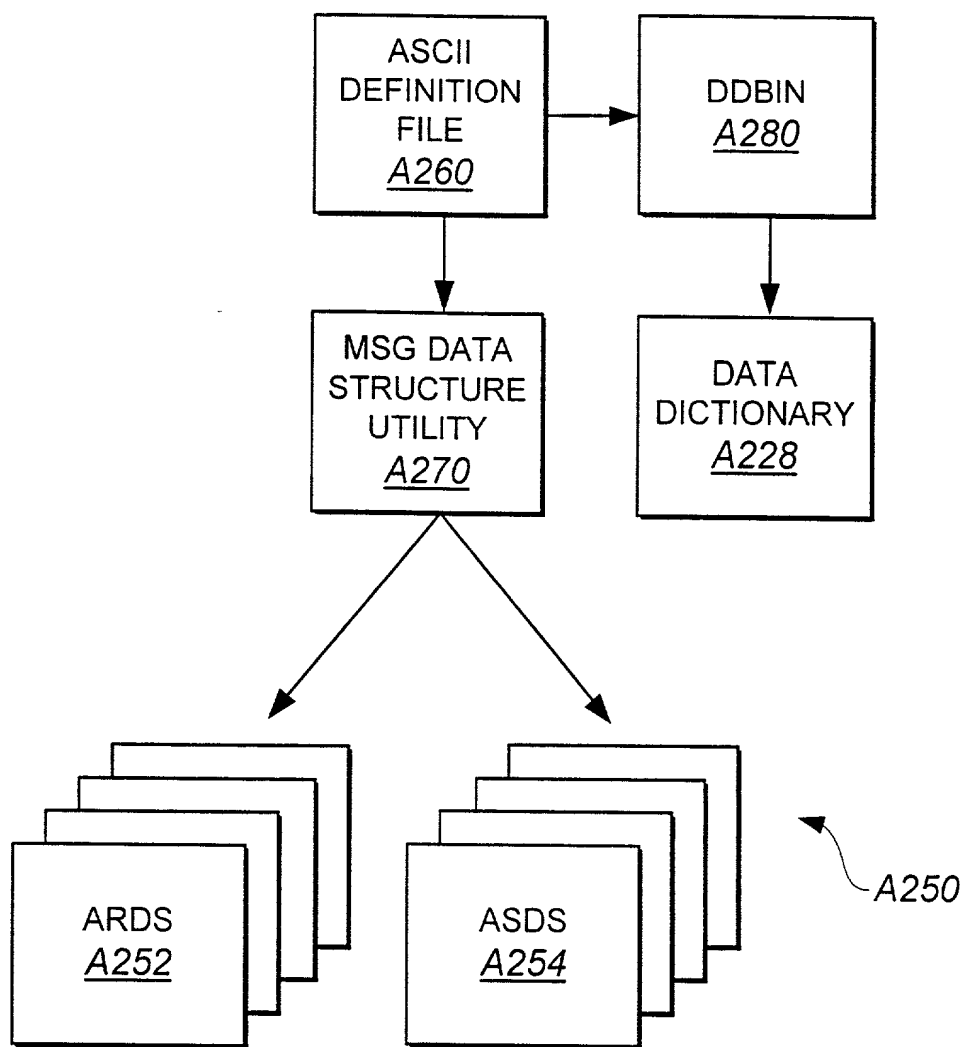 ASCII
DEFINITION
FILE
A260
DDBIN
A280
MSG DATA
STRUCTURE
UTILITY
A270
DATA
DICTIONARY
A228
ARDS
A252
ASDS
A254
A250